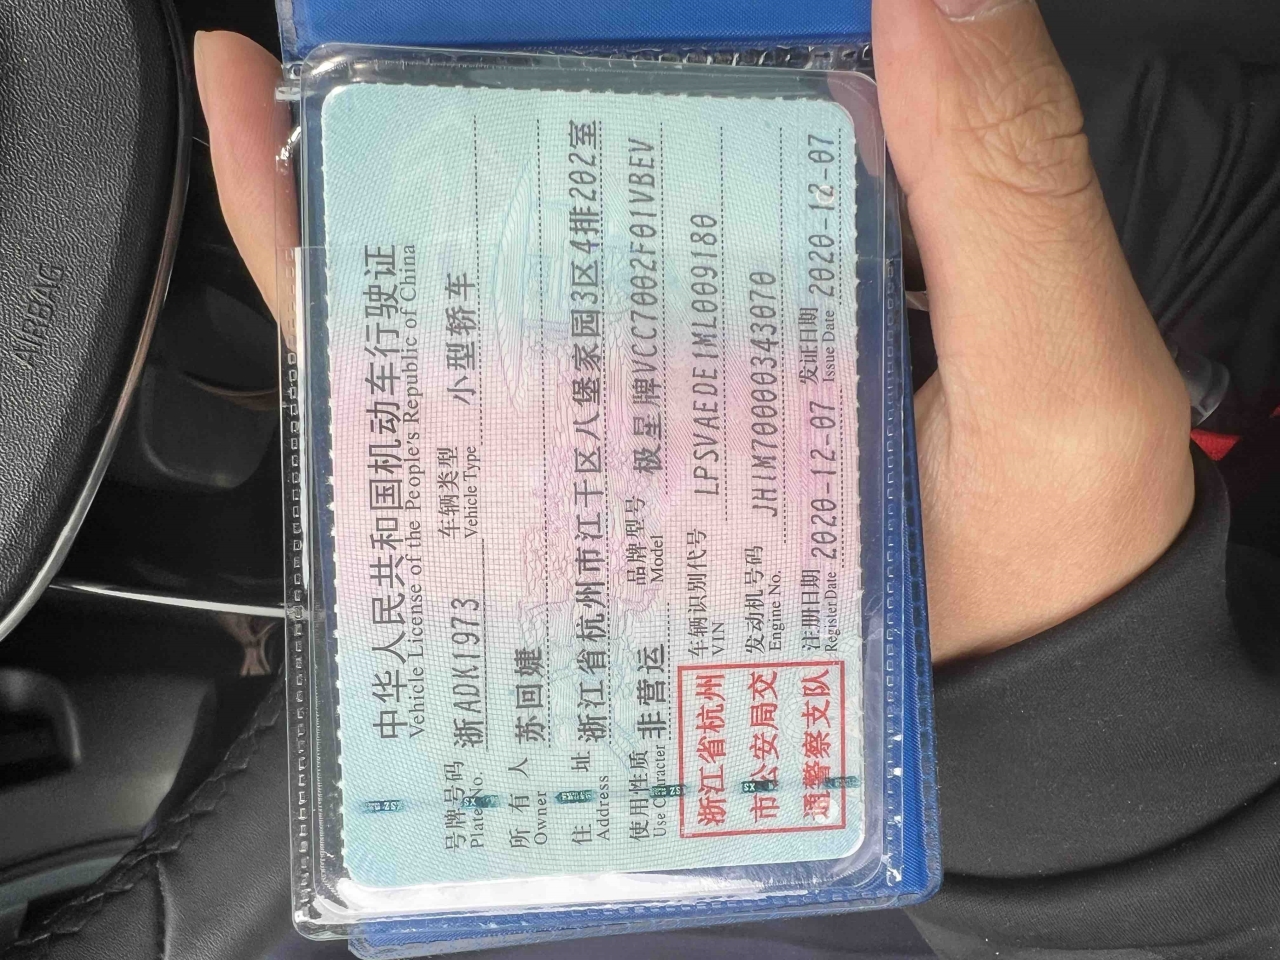 AIRBAG
中华人民共和国机动车行驶证
Vehicle License of the People's Republic of China
号牌号码 浙ADK1973 车辆类型 小型轿车
Plate No. Vehicle Type
所有人 苏回婕
Owner
住址 浙江省杭州市江干区八堡家园3区4排202室
Address
使用性质 非营运 品牌型号 极星牌VCC7002F01VBEV
Use Character Model
浙江省杭州
市公安局交
通警察支队
车辆识别代号 LPSVAEDE1ML009180
VIN
发动机号码 JHIM70000343070
Engine No.
注册日期 2020-12-07 发证日期 2020-12-07
Register Date Issue Date